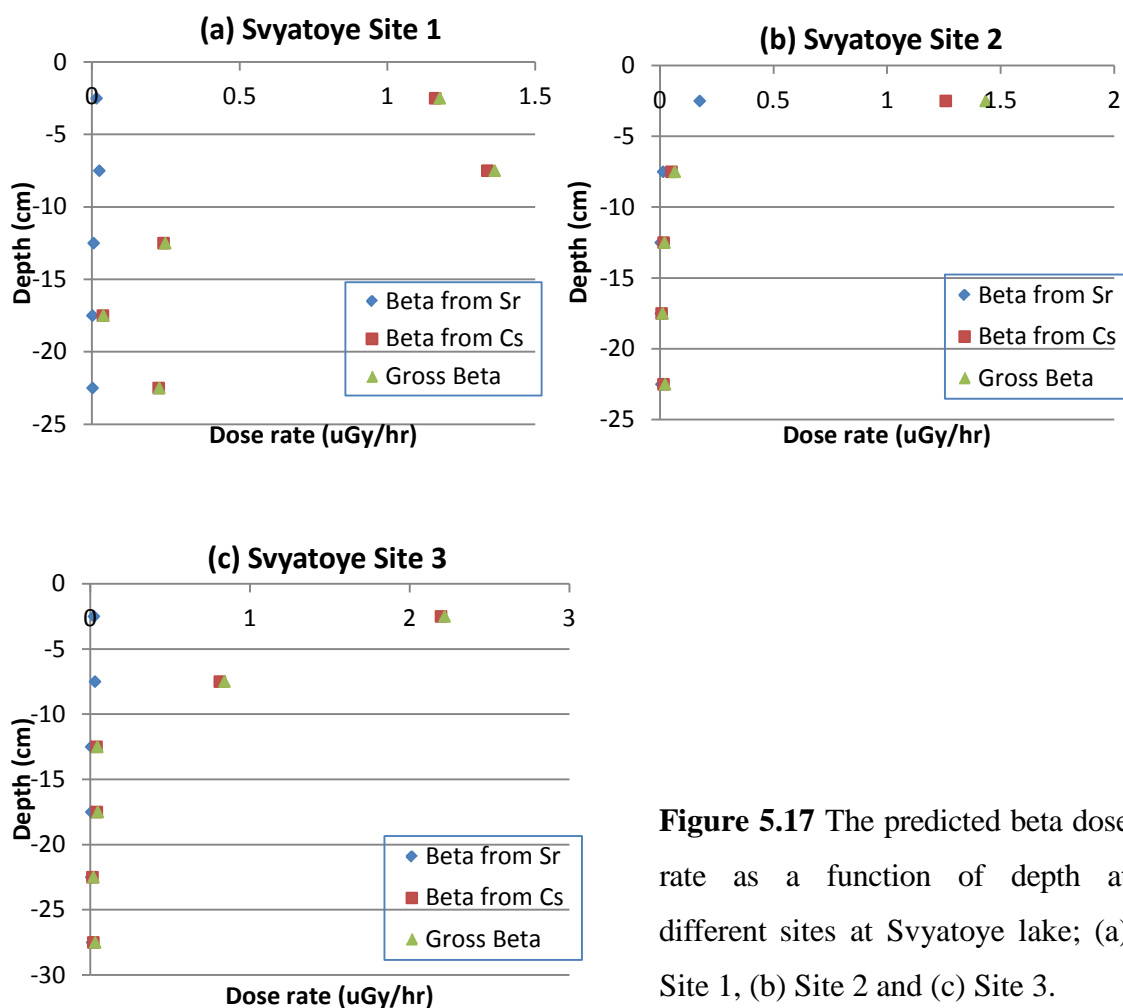 (a) Svyatoye Site 1
0
0 0.5 1 1.5
-5
-10
-15
-20
-25
Depth (cm)
Beta from Sr
Beta from Cs
Gross Beta
Dose rate (uGy/hr)
(b) Svyatoye Site 2
0
0 0.5 1 1.5 2
-5
-10
-15
-20
-25
Depth (cm)
Beta from Sr
Beta from Cs
Gross Beta
Dose rate (uGy/hr)
(c) Svyatoye Site 3
0
0 1 2 3
-5
-10
-15
-20
-25
-30
Depth (cm)
Beta from Sr
Beta from Cs
Gross Beta
Dose rate (uGy/hr)
Figure 5.17 The predicted beta dose
rate as a function of depth at
different sites at Svyatoye lake; (a)
Site 1, (b) Site 2 and (c) Site 3.